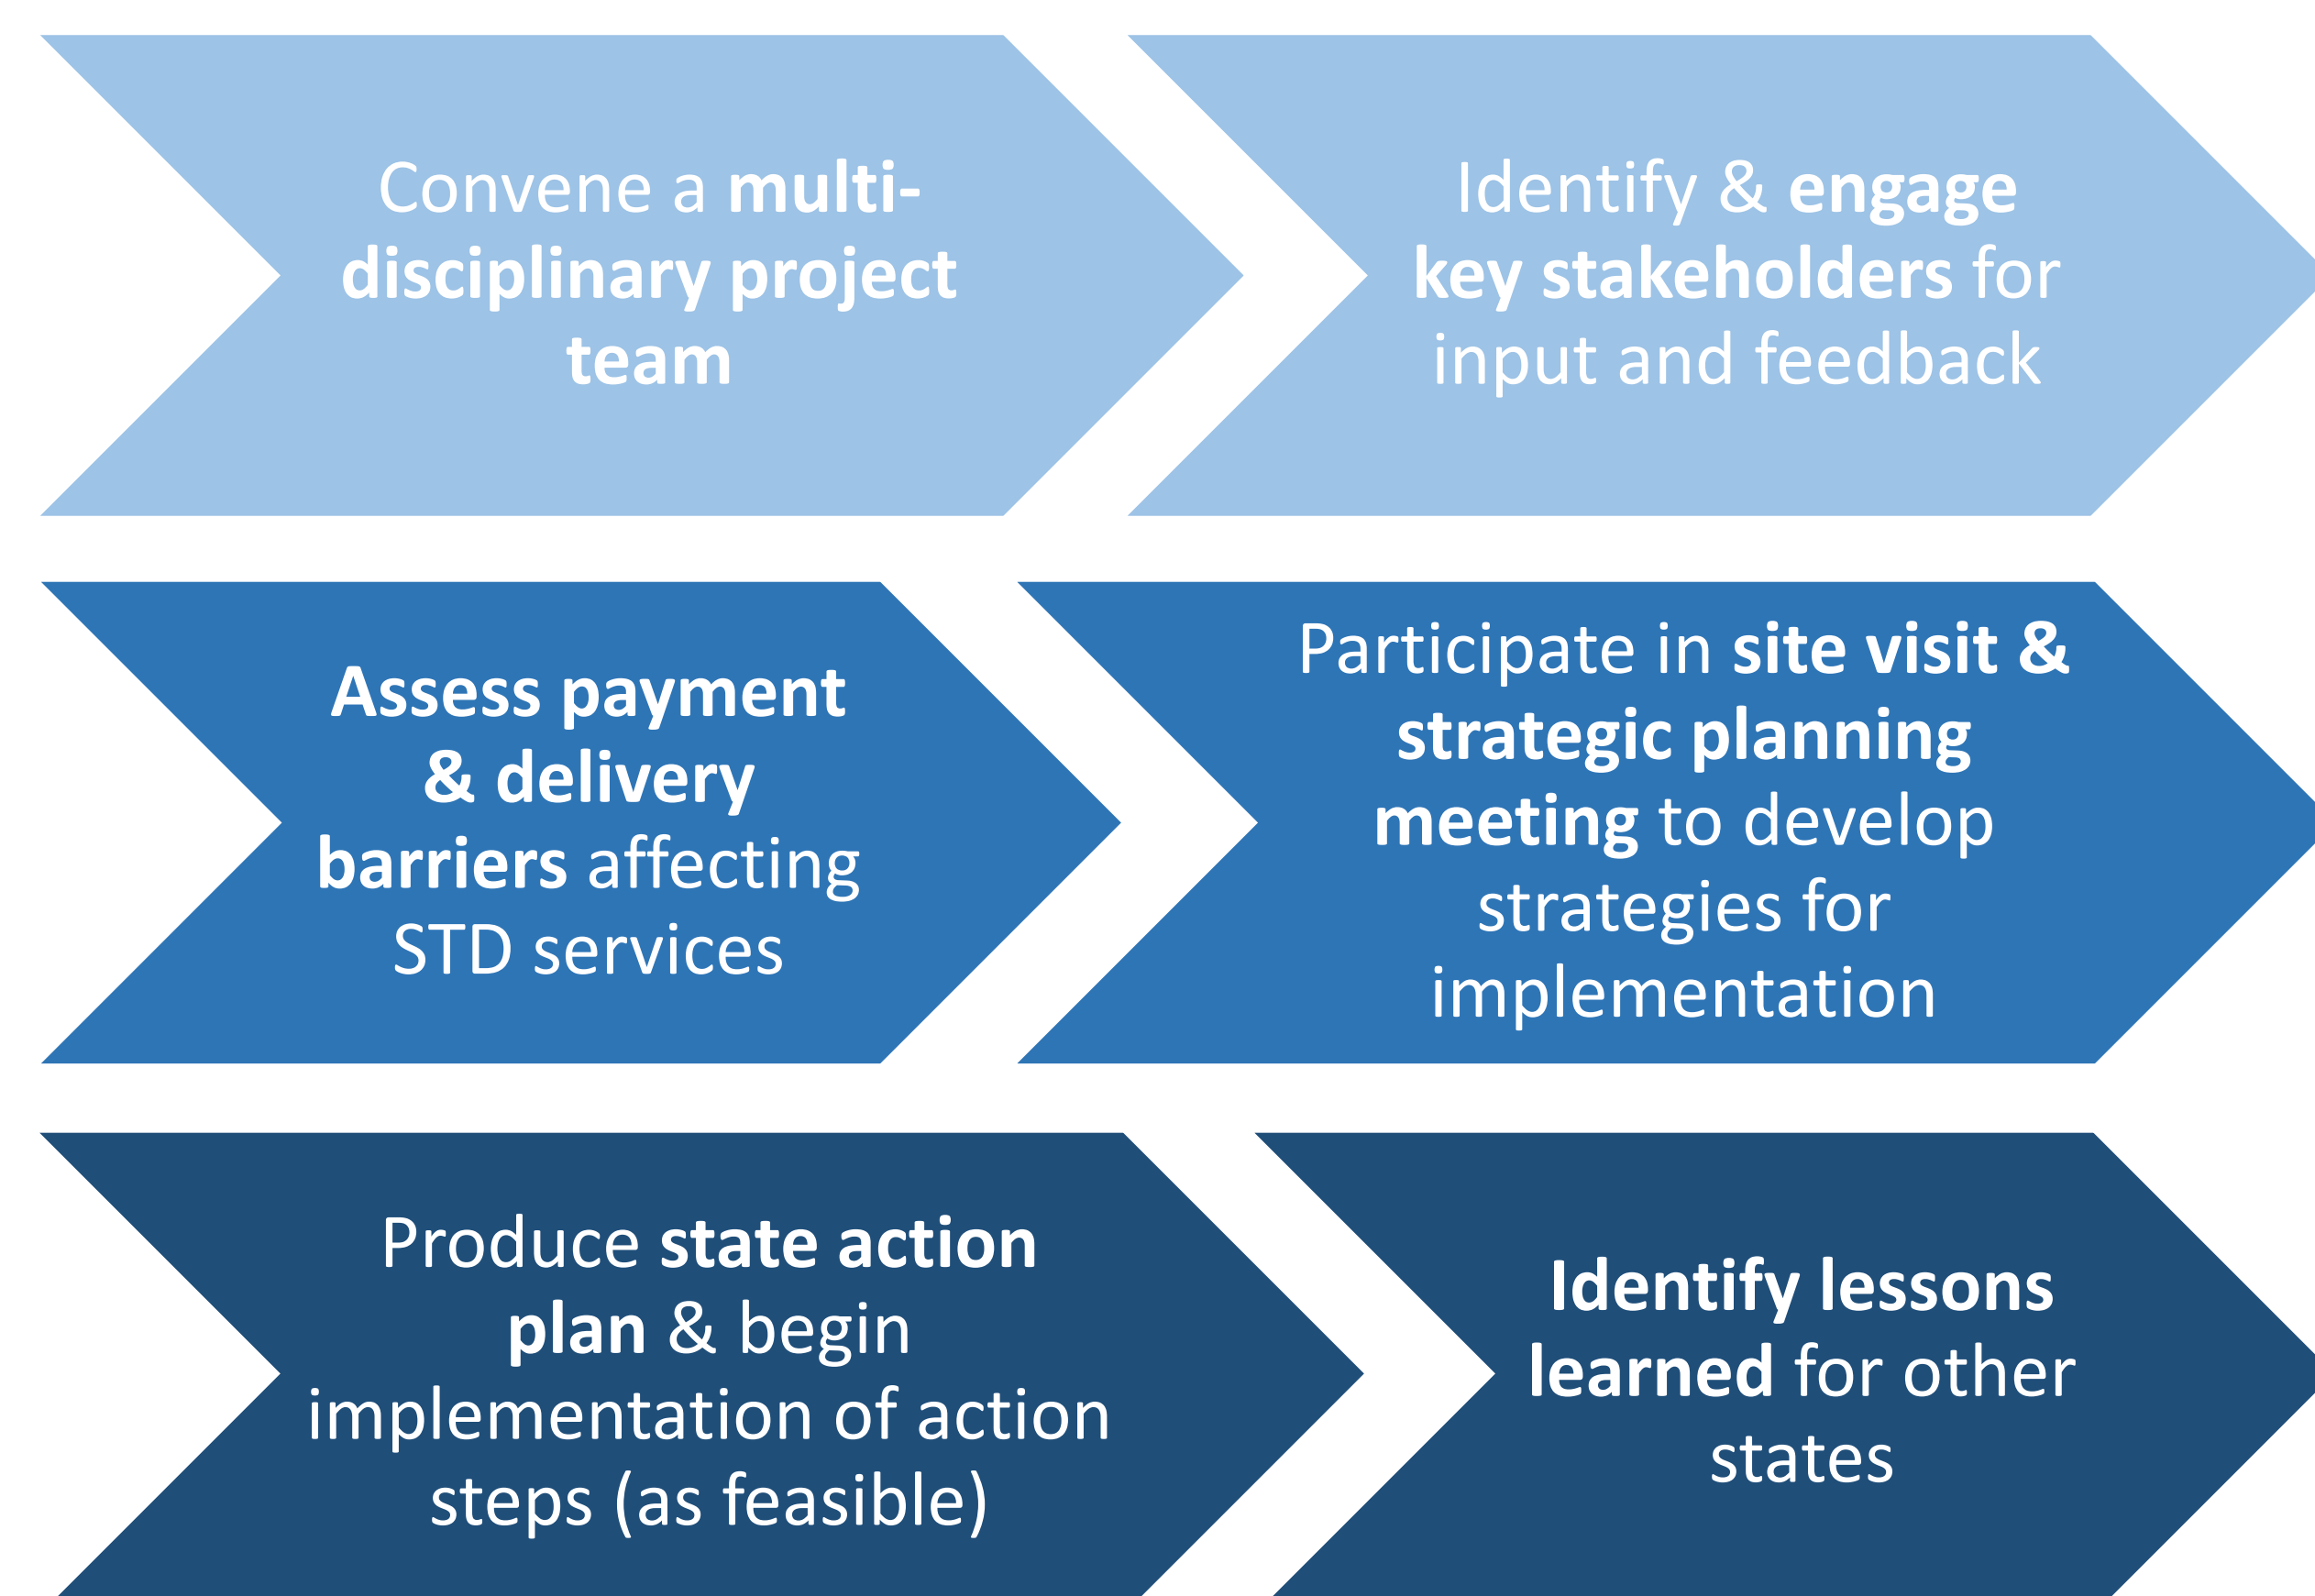 Convene a multi-
disciplinary project
team
Identify & engage
key stakeholders for
input and feedback
Assess payment
& delivery
barriers affecting
STD services
Participate in site visit &
strategic planning
meeting to develop
strategies for
implementation
Produce state action
plan & begin
implementation of action
steps (as feasible)
Identify lessons
learned for other
states